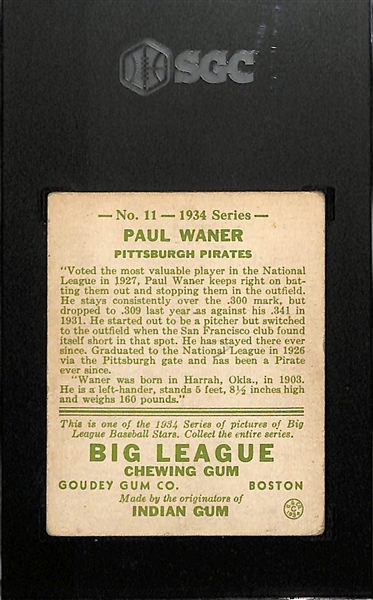 SGC
— No. 11 — 1934 Series —
PAUL WANER
PITTSBURGH PIRATES
"Voted the most valuable player in the National
League in 1927, Paul Waner keeps right on bat-
ting them out and stopping them in the outfield.
He stays consistently over the .300 mark, but
dropped to .309 last year as against his .341 in
1931. He started out to be a pitcher but switched
to the outfield when the San Francisco club found
itself short in that spot. He has stayed there ever
since. Graduated to the National League in 1926
via the Pittsburgh gate and has been a Pirate
ever since.
"Waner was born in Harrah, Okla., in 1903.
He is a left-hander, stands 5 feet, 8½ inches high
and weighs 160 pounds."
This is one of the 1934 Series of pictures of Big
League Baseball Stars. Collect the entire series.
BIG LEAGUE
CHEWING GUM
GOUDEY GUM CO. BOSTON
Made by the originators of
INDIAN GUM